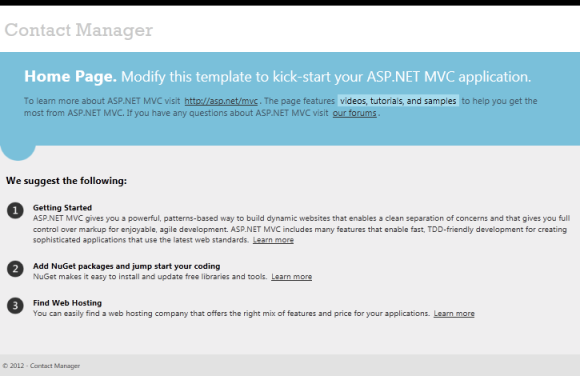 Contact Manager
Home Page. Modify this template to kick-start your ASP.NET MVC application.
To learn more about ASP.NET MVC visit http://asp.net/mvc . The page features videos, tutorials, and samples to help you get the
most from ASP.NET MVC. If you have any questions about ASP.NET MVC visit our forums .
We suggest the following:
1 Getting Started
ASP.NET MVC gives you a powerful, patterns-based way to build dynamic websites that enables a clean separation of concerns and that gives you full
control over markup for enjoyable, agile development. ASP.NET MVC includes many features that enable fast, TDD-friendly development for creating
sophisticated applications that use the latest web standards. Learn more
2 Add NuGet packages and jump start your coding
NuGet makes it easy to install and update free libraries and tools. Learn more
3 Find Web Hosting
You can easily find a web hosting company that offers the right mix of features and price for your applications. Learn more
© 2012 - Contact Manager